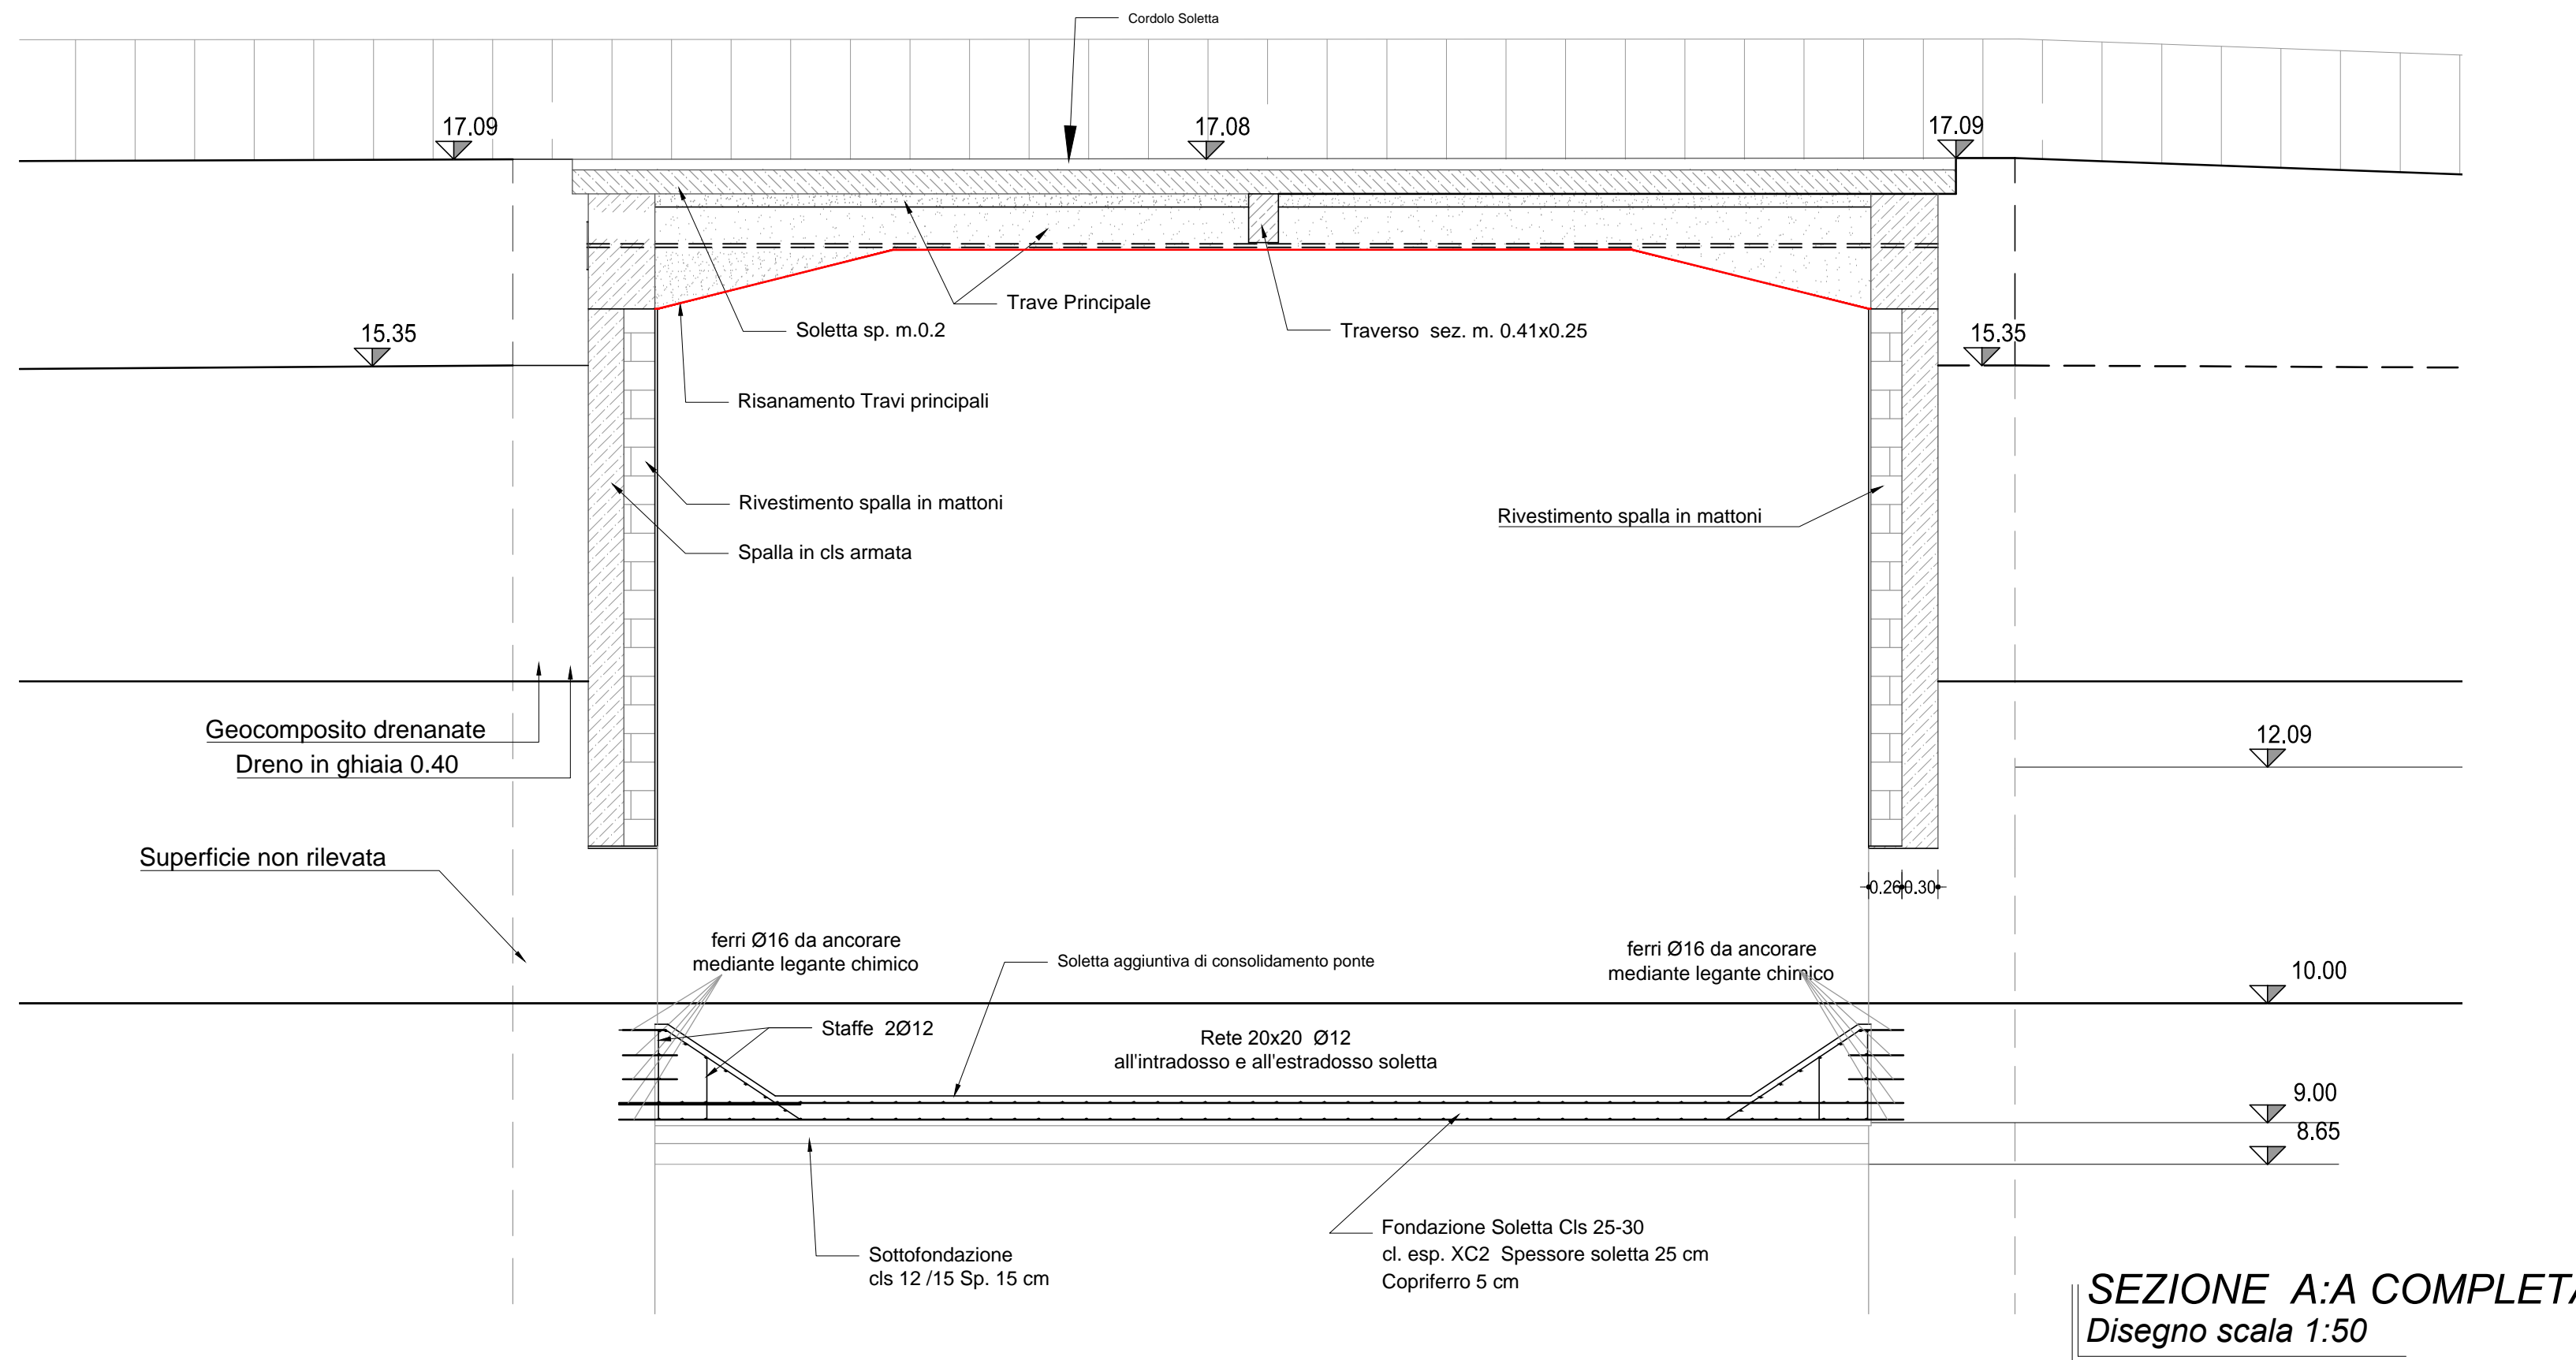 Cordolo Soletta
17.09
17.08
17.09
Trave Principale
Soletta sp. m.0.2
Traverso sez. m. 0.41x0.25
15.35
15.35
Risanamento Travi principali
Rivestimento spalla in mattoni
Rivestimento spalla in mattoni
Spalla in cls armata
Geocomposito drenanate
Dreno in ghiaia 0.40
12.09
Superficie non rilevata
0.26
0.30
ferri Ø16 da ancorare
mediante legante chimico
Soletta aggiuntiva di consolidamento ponte
ferri Ø16 da ancorare
mediante legante chimico
10.00
Staffe 2Ø12
Rete 20x20 Ø12
all'intradosso e all'estradosso soletta
9.00
8.65
Sottofondazione
cls 12 /15 Sp. 15 cm
Fondazione Soletta Cls 25-30
cl. esp. XC2 Spessore soletta 25 cm
Copriferro 5 cm
SEZIONE A:A COMPLETA
Disegno scala 1:50